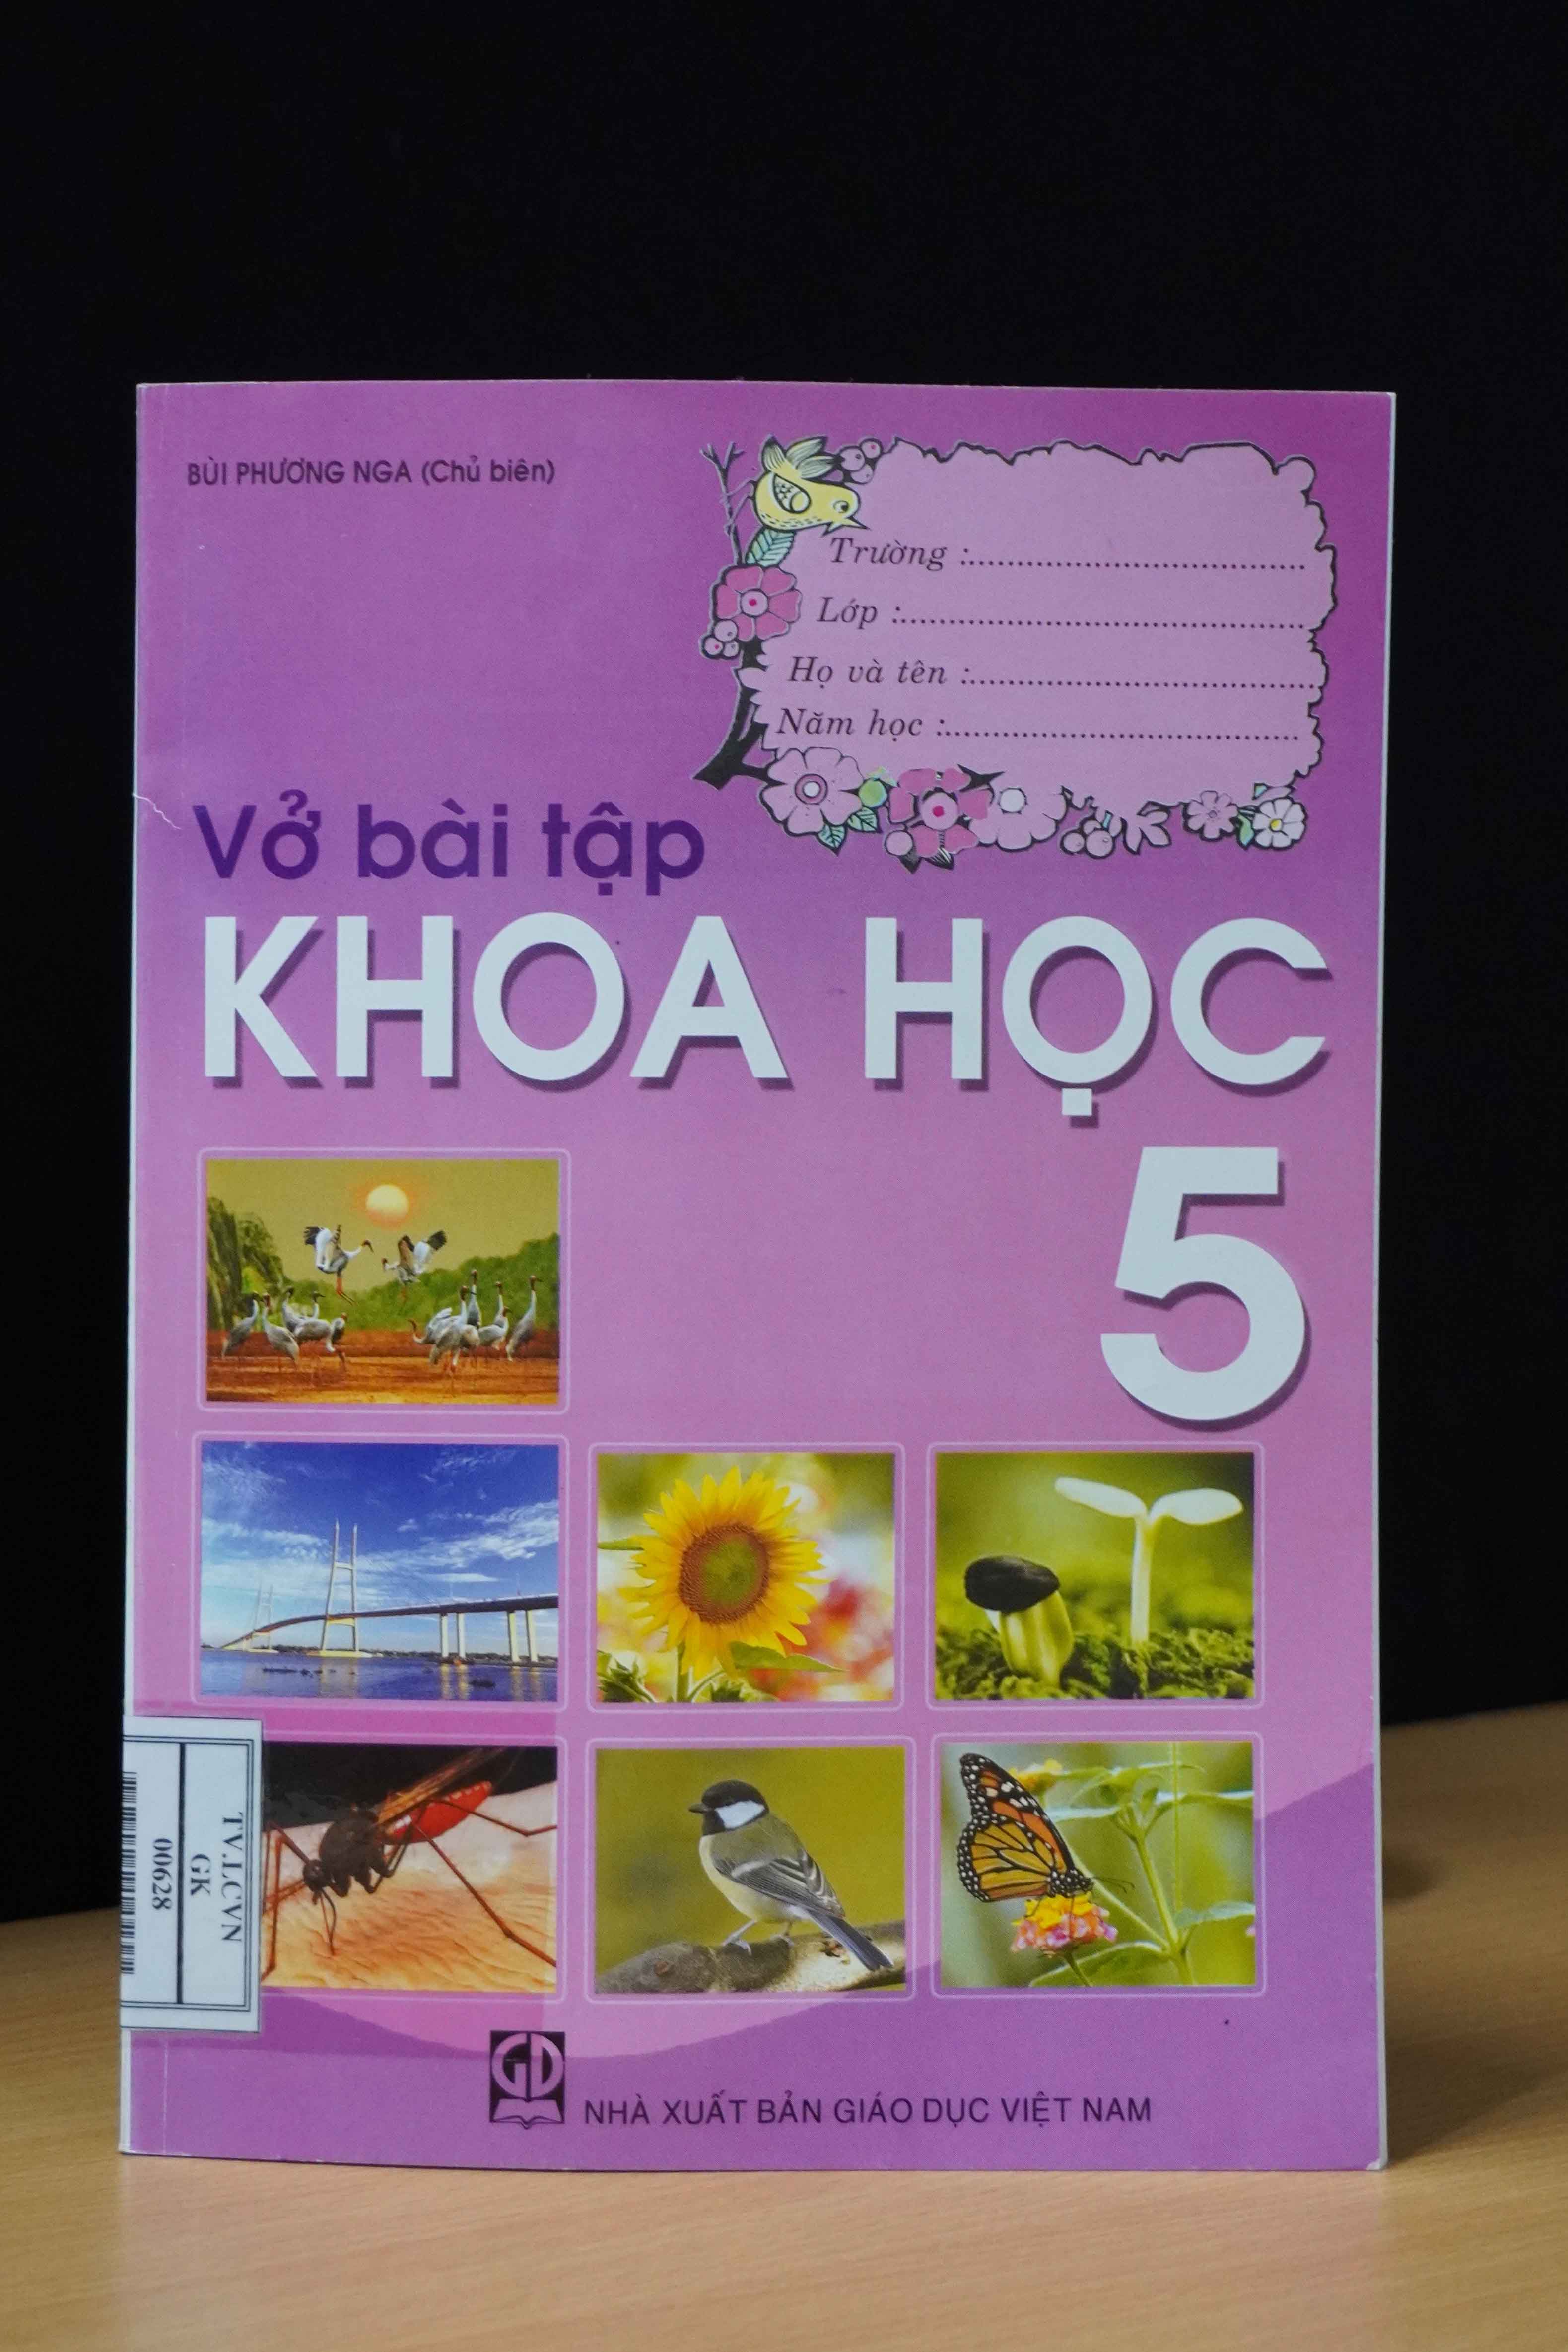 BÙI PHƯƠNG NGA (Chủ biên)
Trường :..............................
Lớp :..............................
Họ và tên :..............................
Năm học :..............................
Vở bài tập
KHOA HỌC
5
TV.LCVN
GK
00628
GD
NHÀ XUẤT BẢN GIÁO DỤC VIỆT NAM